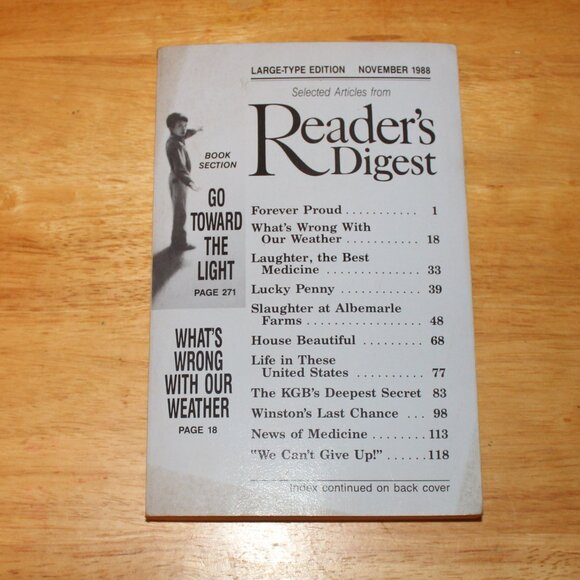 LARGE-TYPE EDITION NOVEMBER 1988
Selected Articles from
Reader's
Digest
BOOK
SECTION
GO
TOWARD
THE
LIGHT
PAGE 271
WHAT'S
WRONG
WITH OUR
WEATHER
PAGE 18
Forever Proud . . . . . . . . . . . 1
What's Wrong With
Our Weather . . . . . . . . . . . 18
Laughter, the Best
Medicine . . . . . . . . . . . . . 33
Lucky Penny . . . . . . . . . . . 39
Slaughter at Albemarle
Farms . . . . . . . . . . . . . . . . 48
House Beautiful . . . . . . . . 68
Life in These
United States . . . . . . . . . . 77
The KGB's Deepest Secret 83
Winston's Last Chance . . . 98
News of Medicine . . . . . . . . 113
"We Can't Give Up!" . . . . . . 118
Index continued on back cover